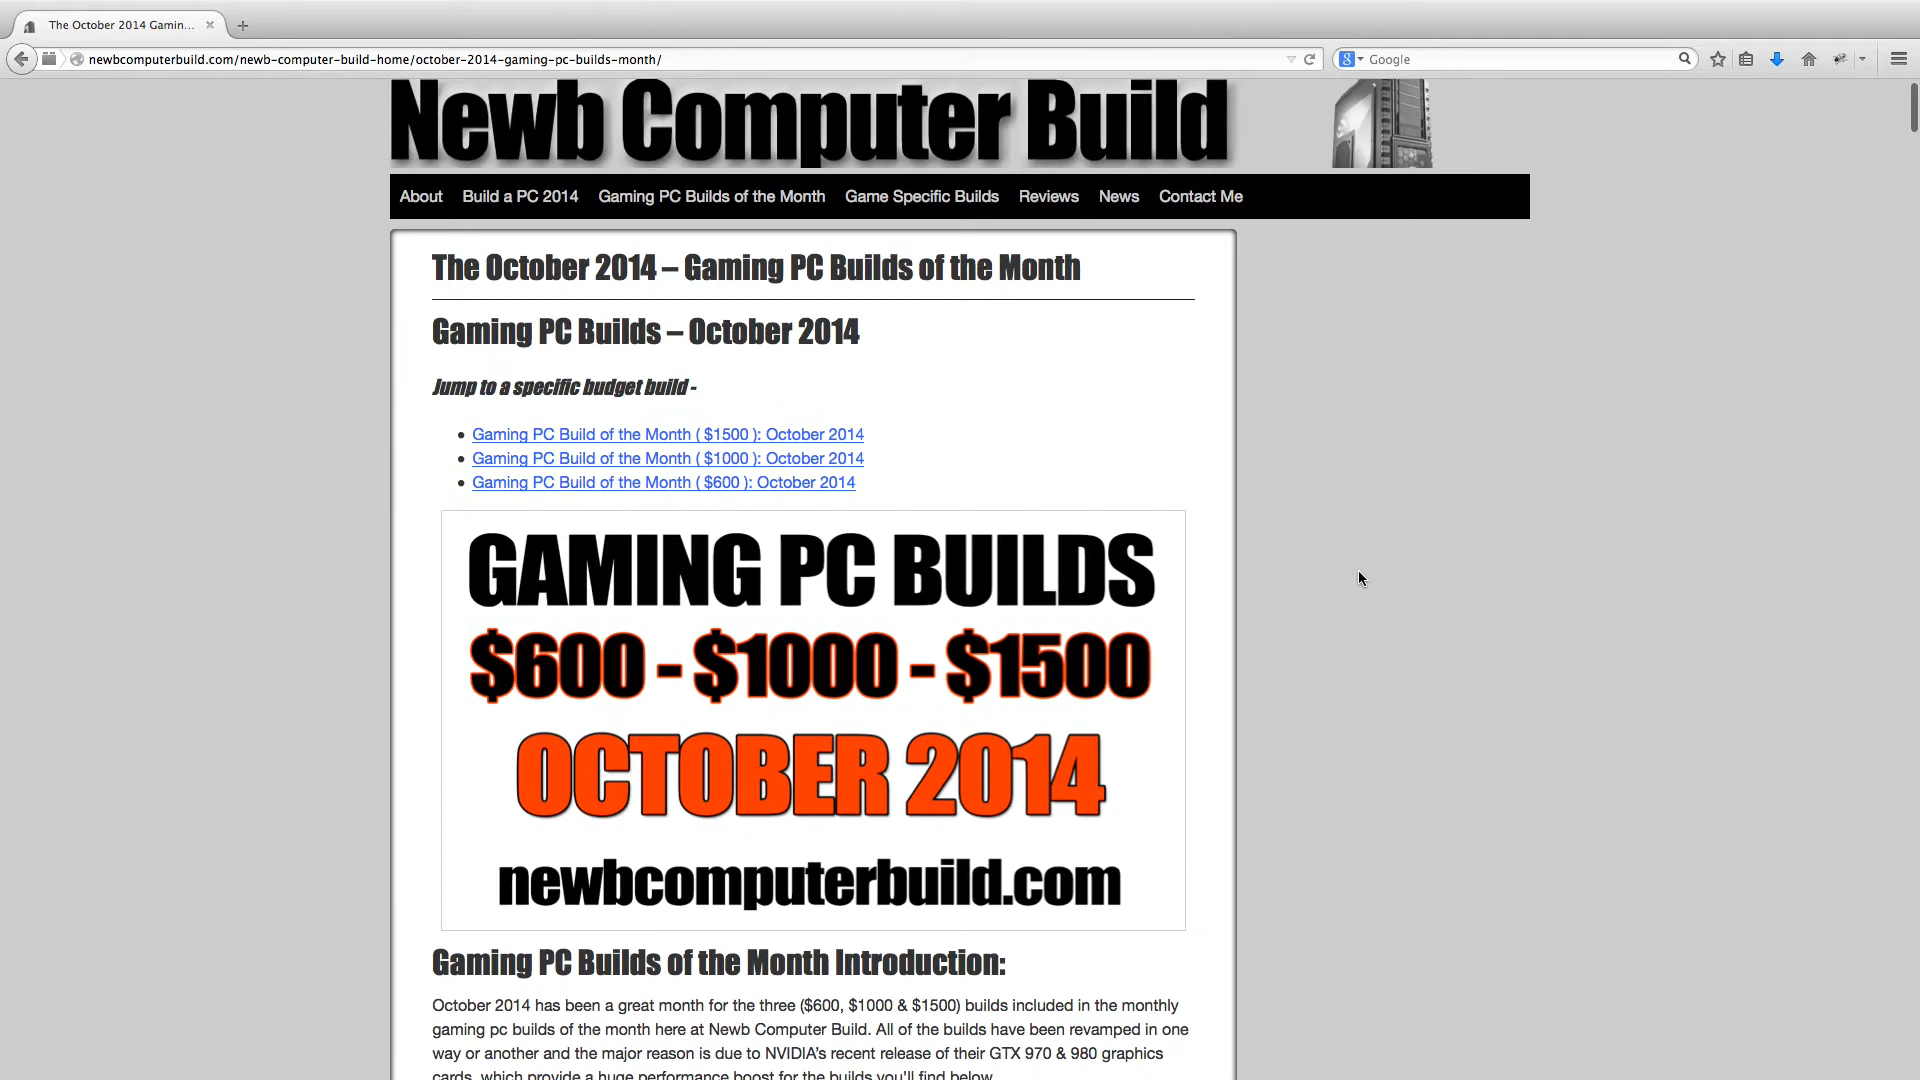 The October 2014 Gamin...
newbcomputerbuild.com/newb-computer-build-home/october-2014-gaming-pc-builds-month/
Google
Newb Computer Build
About Build a PC 2014 Gaming PC Builds of the Month Game Specific Builds Reviews News Contact Me
The October 2014 – Gaming PC Builds of the Month
Gaming PC Builds – October 2014
Jump to a specific budget build -
Gaming PC Build of the Month ( $1500 ): October 2014
Gaming PC Build of the Month ( $1000 ): October 2014
Gaming PC Build of the Month ( $600 ): October 2014
GAMING PC BUILDS
$600 - $1000 - $1500
OCTOBER 2014
newbcomputerbuild.com
Gaming PC Builds of the Month Introduction:
October 2014 has been a great month for the three ($600, $1000 & $1500) builds included in the monthly
gaming pc builds of the month here at Newb Computer Build. All of the builds have been revamped in one
way or another and the major reason is due to NVIDIA's recent release of their GTX 970 & 980 graphics
cards, which provide a huge performance boost for the builds you'll find below.